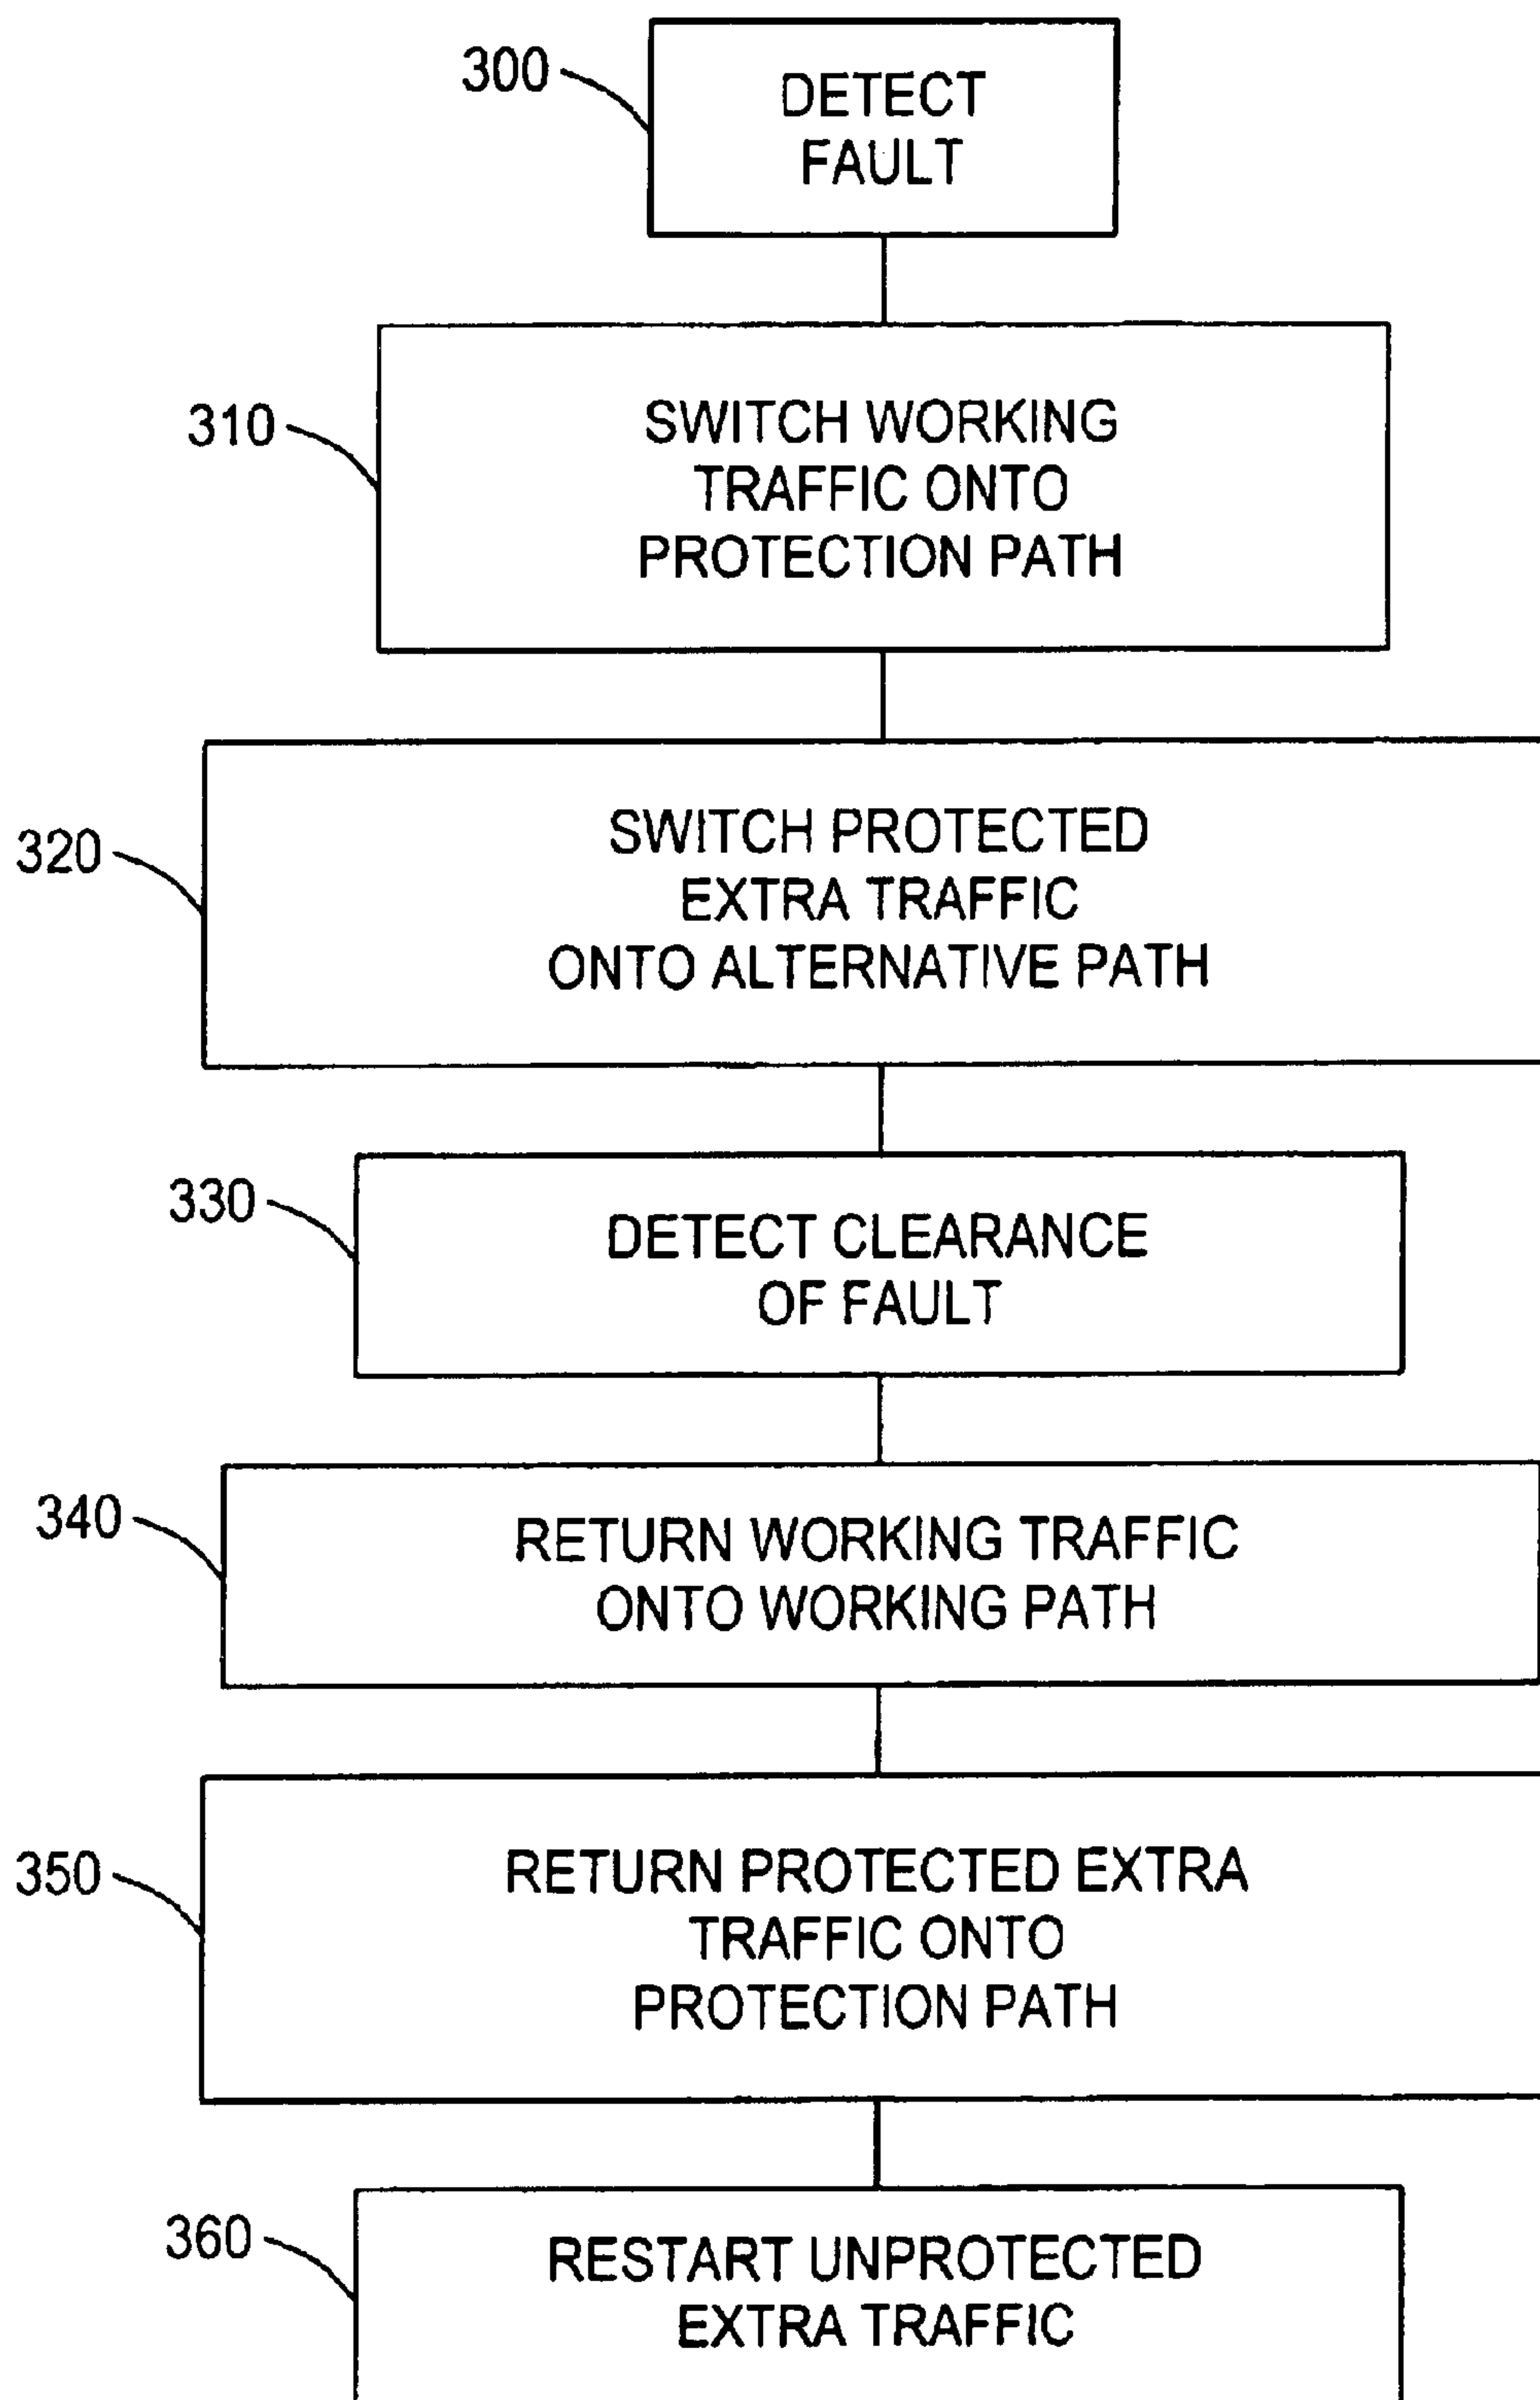 300
DETECT
FAULT
310
SWITCH WORKING
TRAFFIC ONTO
PROTECTION PATH
320
SWITCH PROTECTED
EXTRA TRAFFIC
ONTO ALTERNATIVE PATH
330
DETECT CLEARANCE
OF FAULT
340
RETURN WORKING TRAFFIC
ONTO WORKING PATH
350
RETURN PROTECTED EXTRA
TRAFFIC ONTO
PROTECTION PATH
360
RESTART UNPROTECTED
EXTRA TRAFFIC